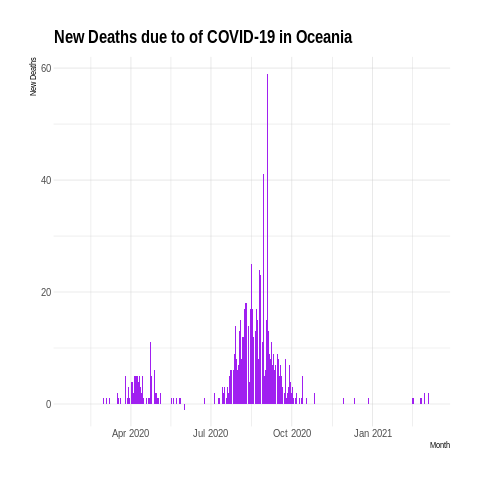 New Deaths due to of COVID-19 in Oceania
New Deaths
60
40
20
0
Apr 2020 Jul 2020 Oct 2020 Jan 2021
Month